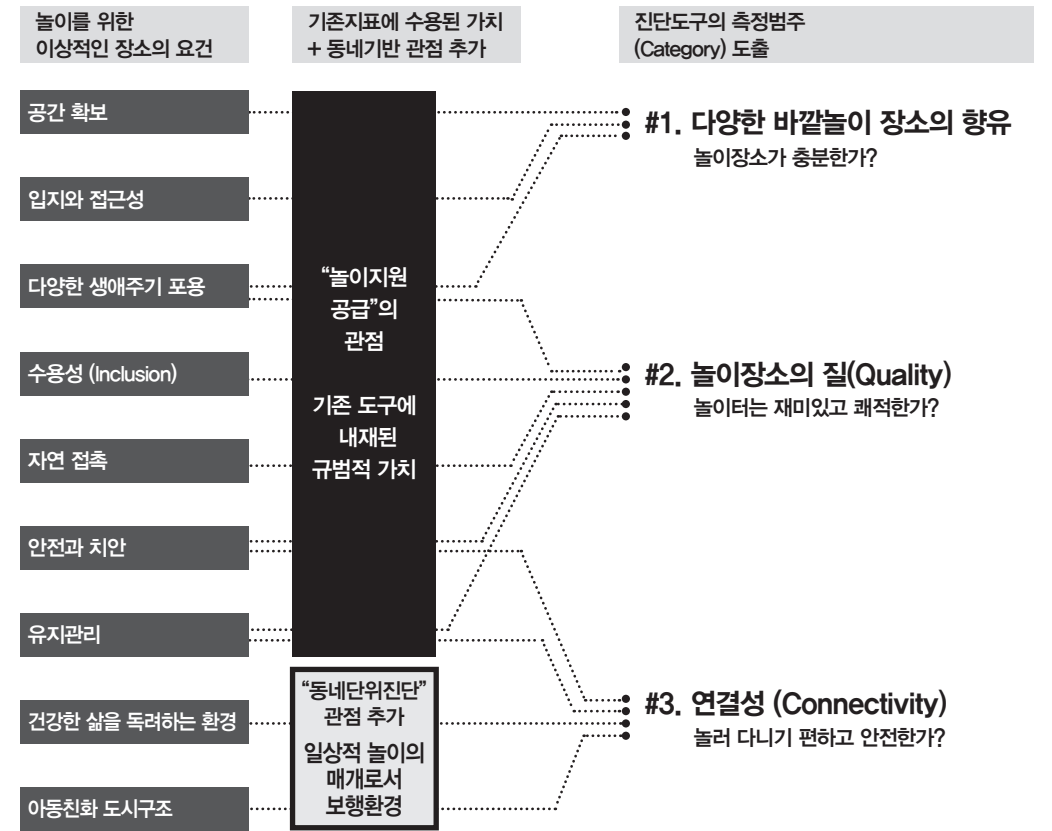 놀이를 위한
이상적인 장소의 요건
기존지표에 수용된 가치
+ 동네기반 관점 추가
진단도구의 측정범주
(Category) 도출
공간 확보
입지와 접근성
다양한 생애주기 포용
수용성 (Inclusion)
자연 접촉
안전과 치안
유지관리
건강한 삶을 독려하는 환경
아동친화 도시구조
“놀이지원
공급”의
관점
기존 도구에
내재된
규범적 가치
“동네단위진단”
관점 추가
일상적 놀이의
매개로서
보행환경
#1. 다양한 바깥놀이 장소의 향유
놀이장소가 충분한가?
#2. 놀이장소의 질(Quality)
놀이터는 재미있고 쾌적한가?
#3. 연결성 (Connectivity)
놀러 다니기 편하고 안전한가?